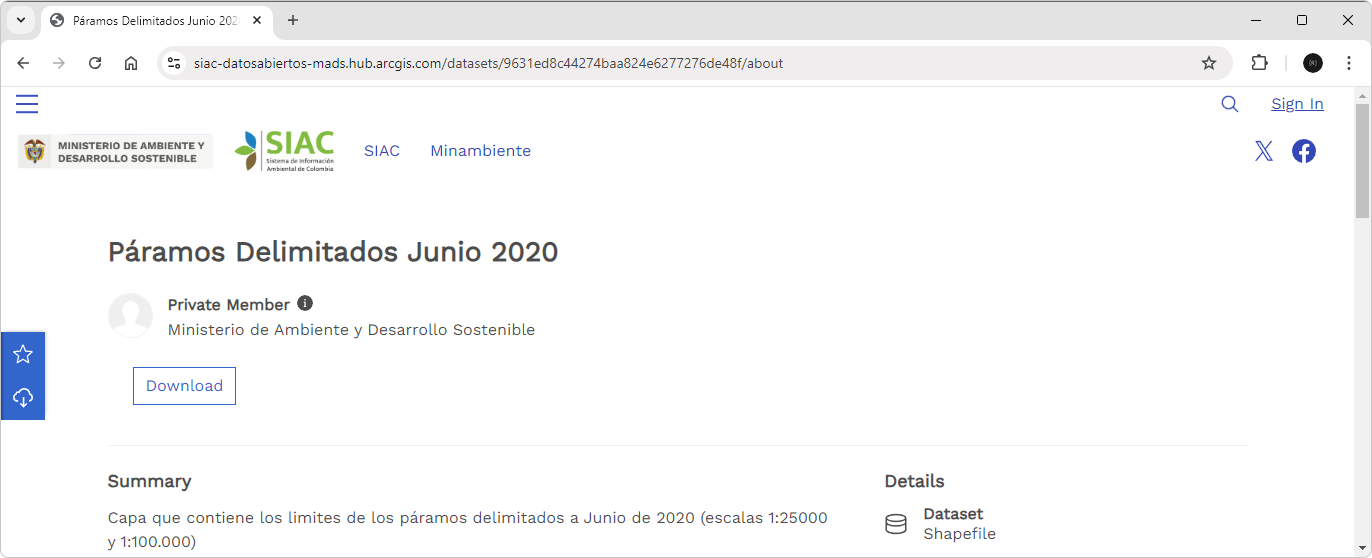 Páramos Delimitados Junio 202
siac-datosabiertos-mads.hub.arcgis.com/datasets/9631ed8c44274baa824e6277276de48f/about
Sign In
MINISTERIO DE AMBIENTE Y
DESARROLLO SOSTENIBLE
SIAC
Sistema de Información
Ambiental de Colombia
SIAC
Minambiente
Páramos Delimitados Junio 2020
Private Member
Ministerio de Ambiente y Desarrollo Sostenible
Download
Summary
Capa que contiene los limites de los páramos delimitados a Junio de 2020 (escalas 1:25000
y 1:100.000)
Details
Dataset
Shapefile